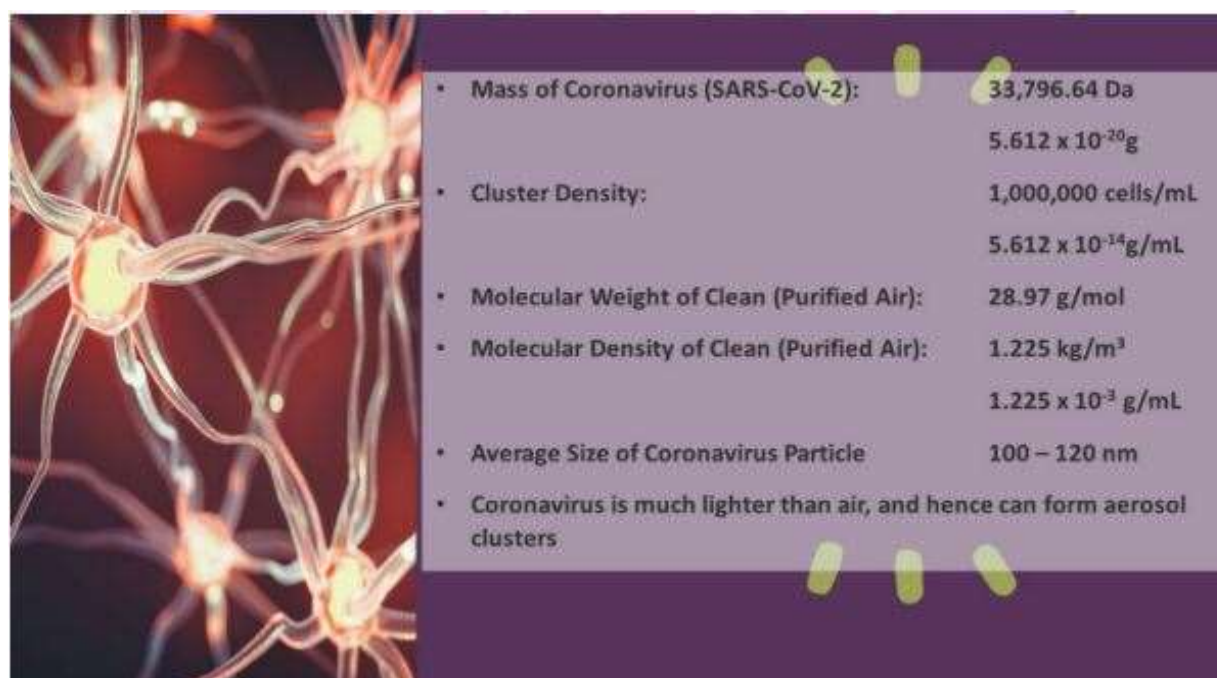 • Mass of Coronavirus (SARS-CoV-2): 33,796.64 Da
5.612 x 10⁻²⁰g
• Cluster Density: 1,000,000 cells/mL
5.612 x 10⁻¹⁴g/mL
• Molecular Weight of Clean (Purified Air): 28.97 g/mol
• Molecular Density of Clean (Purified Air): 1.225 kg/m³
1.225 x 10⁻³ g/mL
• Average Size of Coronavirus Particle 100 – 120 nm
• Coronavirus is much lighter than air, and hence can form aerosol
clusters